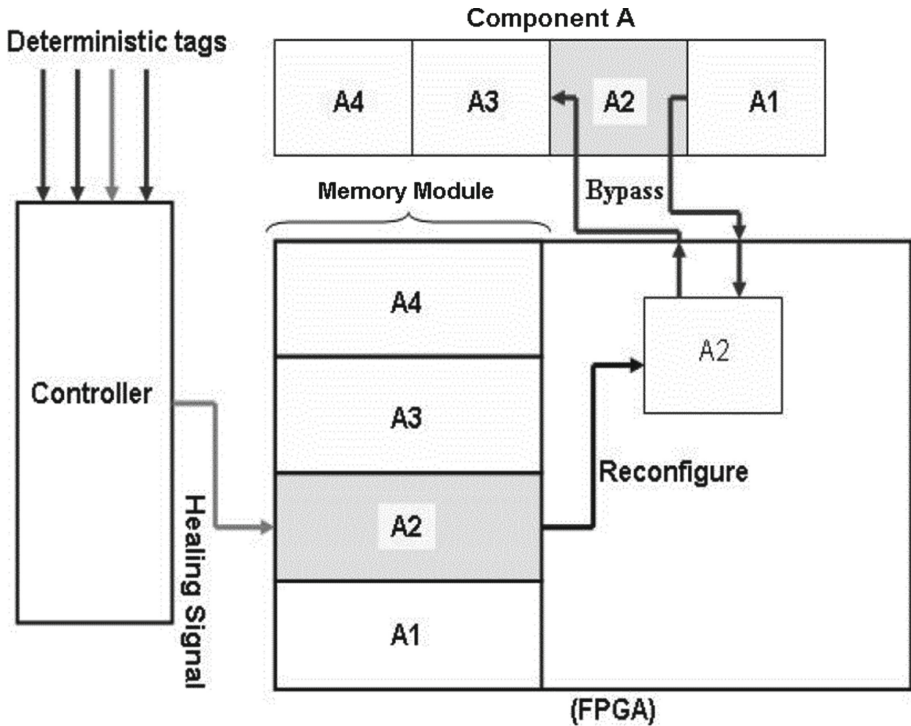 Component A
Deterministic tags
A4 A3 A2 A1
Memory Module
Bypass
A4
A2
Controller
A3
Reconfigure
A2
Healing Signal
A1
(FPGA)